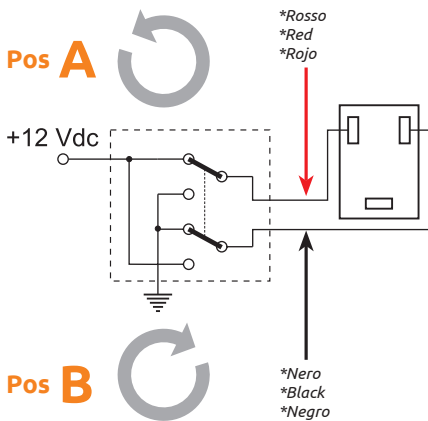 *Rosso
*Red
*Rojo
Pos A
+12 Vdc
Pos B
*Nero
*Black
*Negro